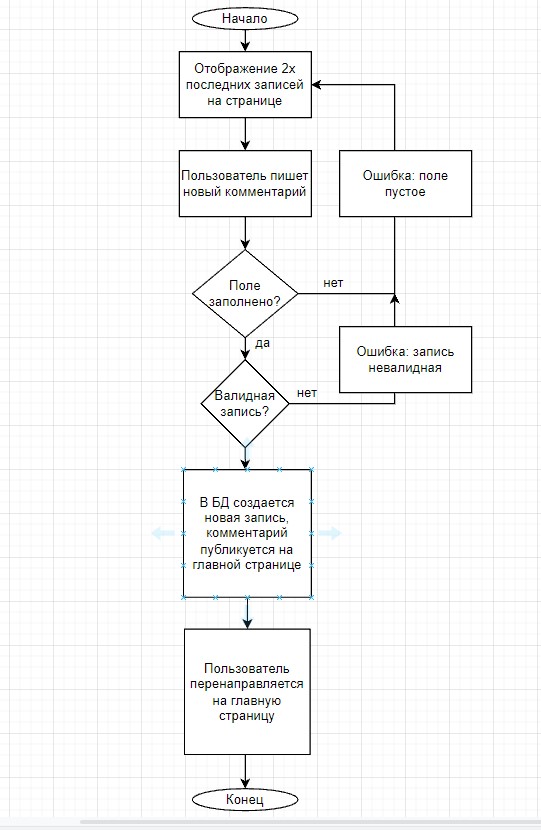 Начало
Отображение 2х
последних записей
на странице
Пользователь пишет
новый комментарий
Ошибка: поле
пустое
Поле
заполнено?
нет
да
Ошибка: запись
невалидная
Валидная
запись?
нет
В БД создается
новая запись,
комментарий
публикуется на
главной странице
Пользователь
перенаправляется
на главную
страницу
Конец